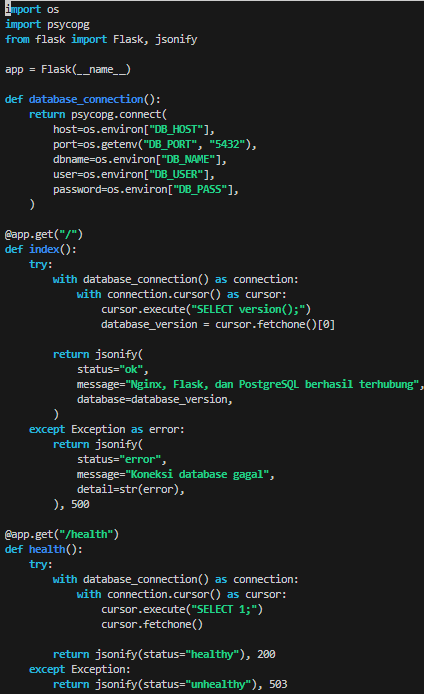 import os
import psycopg
from flask import Flask, jsonify

app = Flask(__name__)

def database_connection():
    return psycopg.connect(
        host=os.environ["DB_HOST"],
        port=os.getenv("DB_PORT", "5432"),
        dbname=os.environ["DB_NAME"],
        user=os.environ["DB_USER"],
        password=os.environ["DB_PASS"],
    )

@app.get("/")
def index():
    try:
        with database_connection() as connection:
            with connection.cursor() as cursor:
                cursor.execute("SELECT version();")
                database_version = cursor.fetchone()[0]

        return jsonify(
            status="ok",
            message="Nginx, Flask, dan PostgreSQL berhasil terhubung",
            database=database_version,
        )
    except Exception as error:
        return jsonify(
            status="error",
            message="Koneksi database gagal",
            detail=str(error),
        ), 500

@app.get("/health")
def health():
    try:
        with database_connection() as connection:
            with connection.cursor() as cursor:
                cursor.execute("SELECT 1;")
                cursor.fetchone()

        return jsonify(status="healthy"), 200
    except Exception:
        return jsonify(status="unhealthy"), 503